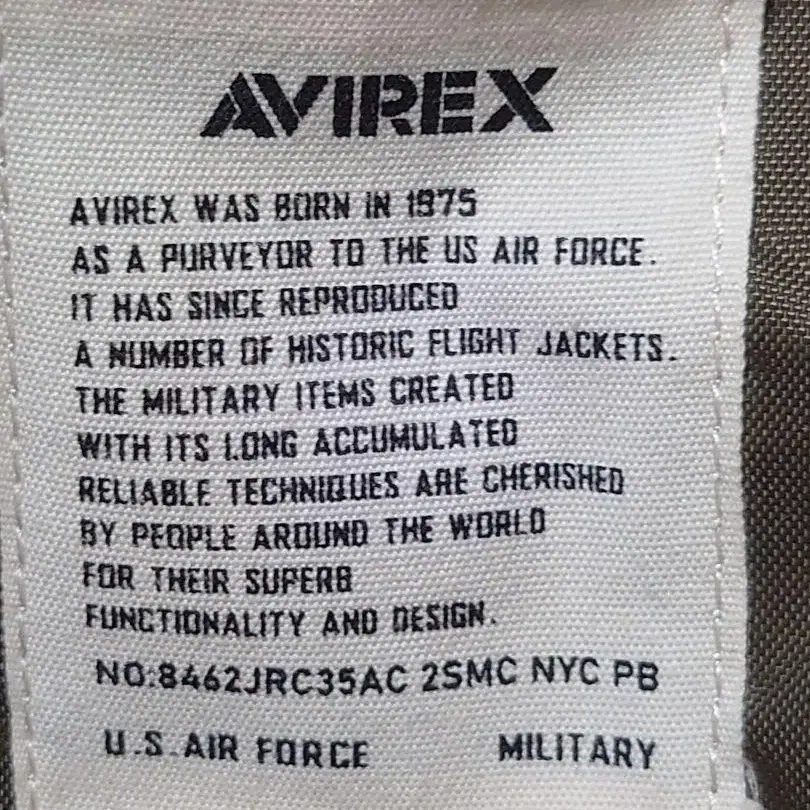 AVIREX
AVIREX WAS BORN IN 1975
AS A PURVEYOR TO THE US AIR FORCE.
IT HAS SINCE REPRODUCED
A NUMBER OF HISTORIC FLIGHT JACKETS.
THE MILITARY ITEMS CREATED
WITH ITS LONG ACCUMULATED
RELIABLE TECHNIQUES ARE CHERISHED
BY PEOPLE AROUND THE WORLD
FOR THEIR SUPERB
FUNCTIONALITY AND DESIGN.
NO:8462JRC35AC 2SMC NYC PB
U.S.AIR FORCE MILITARY